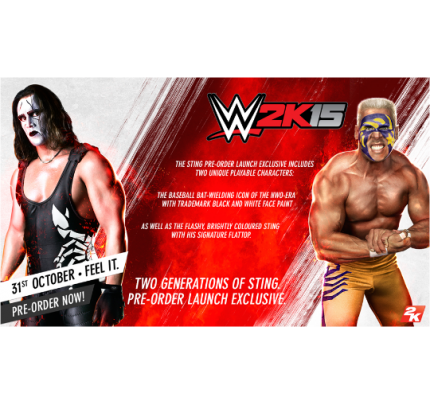 W 2K15
THE STING PRE-ORDER LAUNCH EXCLUSIVE INCLUDES
TWO UNIQUE PLAYABLE CHARACTERS:
THE BASEBALL BAT-WIELDING ICON OF THE NWO-ERA
WITH TRADEMARK BLACK AND WHITE FACE PAINT
AS WELL AS THE FLASHY, BRIGHTLY COLOURED STING
WITH HIS SIGNATURE FLATTOP.
31ST OCTOBER • FEEL IT.
PRE-ORDER NOW!
TWO GENERATIONS OF STING,
PRE-ORDER LAUNCH EXCLUSIVE.
2K